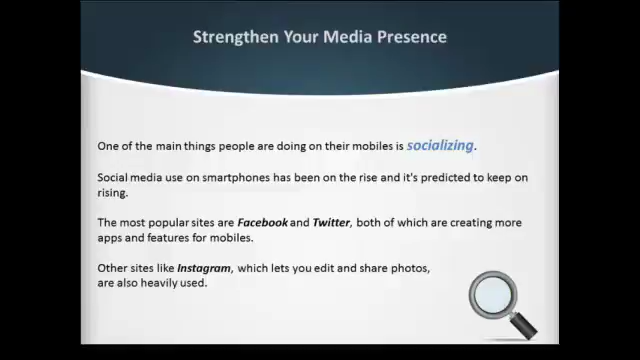 Strengthen Your Media Presence
One of the main things people are doing on their mobiles is socializing.
Social media use on smartphones has been on the rise and it's predicted to keep on
rising.
The most popular sites are Facebook and Twitter, both of which are creating more
apps and features for mobiles.
Other sites like Instagram, which lets you edit and share photos,
are also heavily used.